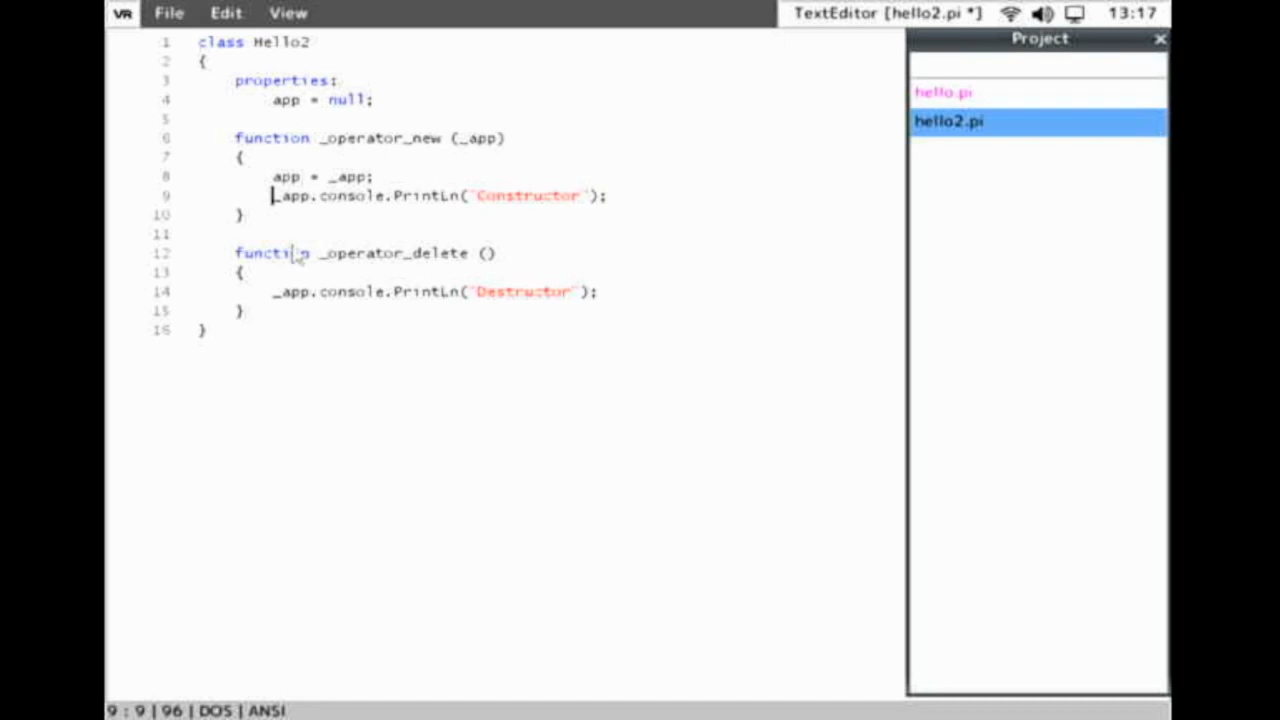 VR File Edit View TextEditor [hello2.pi *] 13:17
Project ×
hello.pi
hello2.pi
1 class Hello2
2 {
3 properties:
4 app = null;
5
6 function _operator_new (_app)
7 {
8 app = _app;
9 _app.console.PrintLn("Constructor");
10 }
11
12 function _operator_delete ()
13 {
14 _app.console.PrintLn("Destructor");
15 }
16 }
9 : 9 | 96 | DOS | ANSI